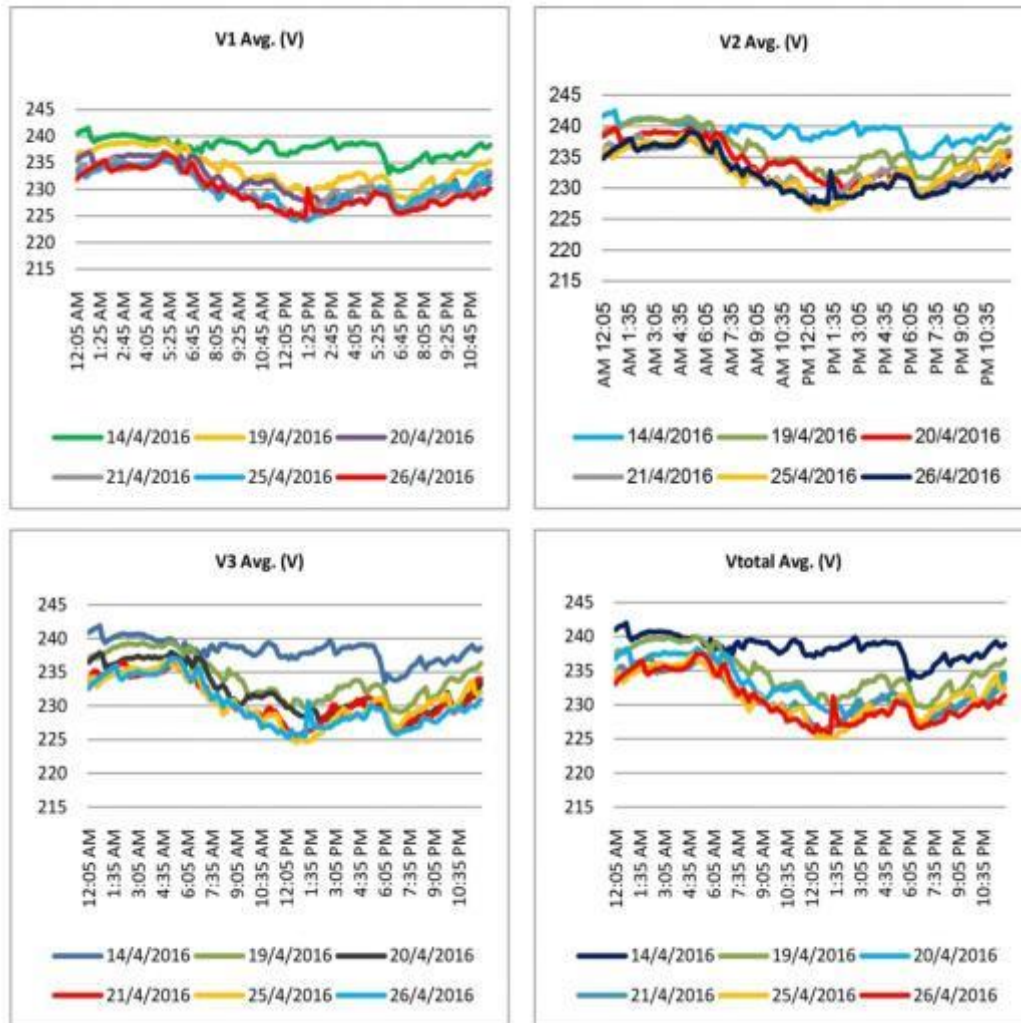 V1 Avg. (V)
245
240
235
230
225
220
215
12:05 AM
1:25 AM
2:45 AM
4:05 AM
5:25 AM
6:45 AM
8:05 AM
9:25 AM
10:45 AM
12:05 PM
1:25 PM
2:45 PM
4:05 PM
5:25 PM
6:45 PM
8:05 PM
9:25 PM
10:45 PM
14/4/2016 19/4/2016 20/4/2016
21/4/2016 25/4/2016 26/4/2016
V2 Avg. (V)
245
240
235
230
225
220
215
AM 12:05
AM 1:35
AM 3:05
AM 4:35
AM 6:05
AM 7:35
AM 9:05
AM 10:35
PM 12:05
PM 1:35
PM 3:05
PM 4:35
PM 6:05
PM 7:35
PM 9:05
PM 10:35
14/4/2016 19/4/2016 20/4/2016
21/4/2016 25/4/2016 26/4/2016
V3 Avg. (V)
245
240
235
230
225
220
215
12:05 AM
1:35 AM
3:05 AM
4:35 AM
6:05 AM
7:35 AM
9:05 AM
10:35 AM
12:05 PM
1:35 PM
3:05 PM
4:35 PM
6:05 PM
7:35 PM
9:05 PM
10:35 PM
14/4/2016 19/4/2016 20/4/2016
21/4/2016 25/4/2016 26/4/2016
Vtotal Avg. (V)
245
240
235
230
225
220
215
12:05 AM
1:35 AM
3:05 AM
4:35 AM
6:05 AM
7:35 AM
9:05 AM
10:35 AM
12:05 PM
1:35 PM
3:05 PM
4:35 PM
6:05 PM
7:35 PM
9:05 PM
10:35 PM
14/4/2016 19/4/2016 20/4/2016
21/4/2016 25/4/2016 26/4/2016